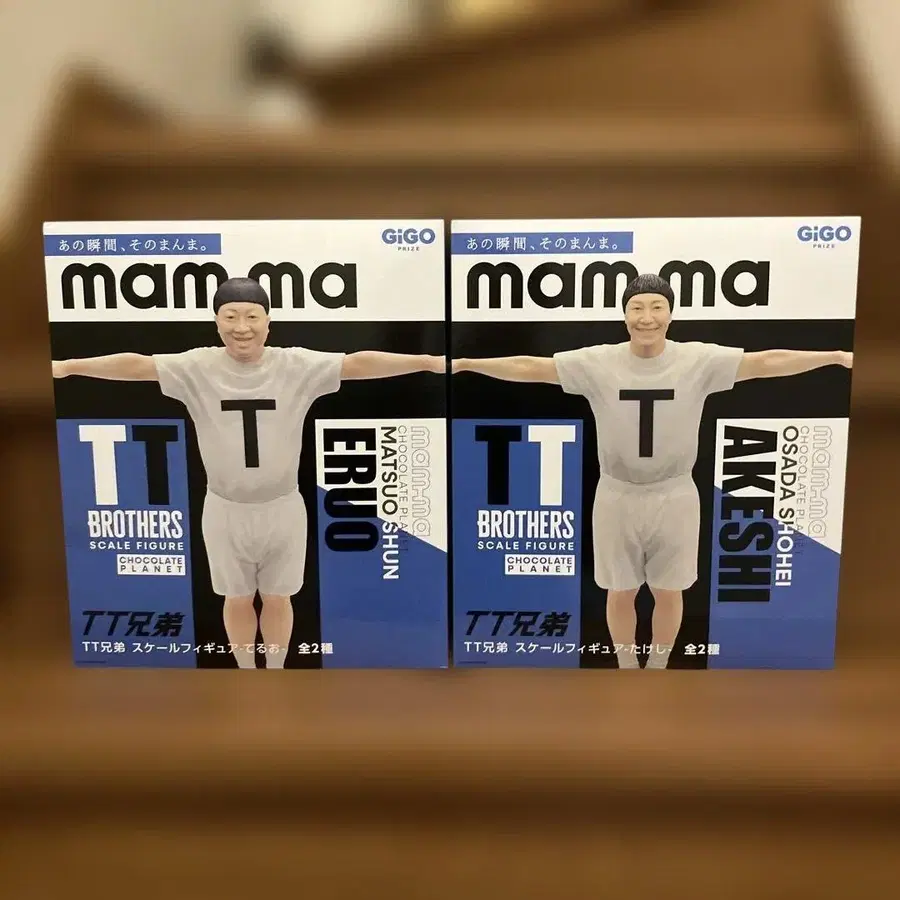 あの瞬間、そのまんま。
GiGO
PRIZE
mam-ma
T
TT
BROTHERS
SCALE FIGURE
CHOCOLATE
PLANET
ERUO
MATSUO SHUN
CHOCOLATE PLANET
mam-ma
TT兄弟
TT兄弟 スケールフィギュア-てるお- 全2種
あの瞬間、そのまんま。
GiGO
PRIZE
mam-ma
T
TT
BROTHERS
SCALE FIGURE
CHOCOLATE
PLANET
AKESHI
OSADA SHOHEI
CHOCOLATE PLANET
mam-ma
TT兄弟
TT兄弟 スケールフィギュア-たけし- 全2種